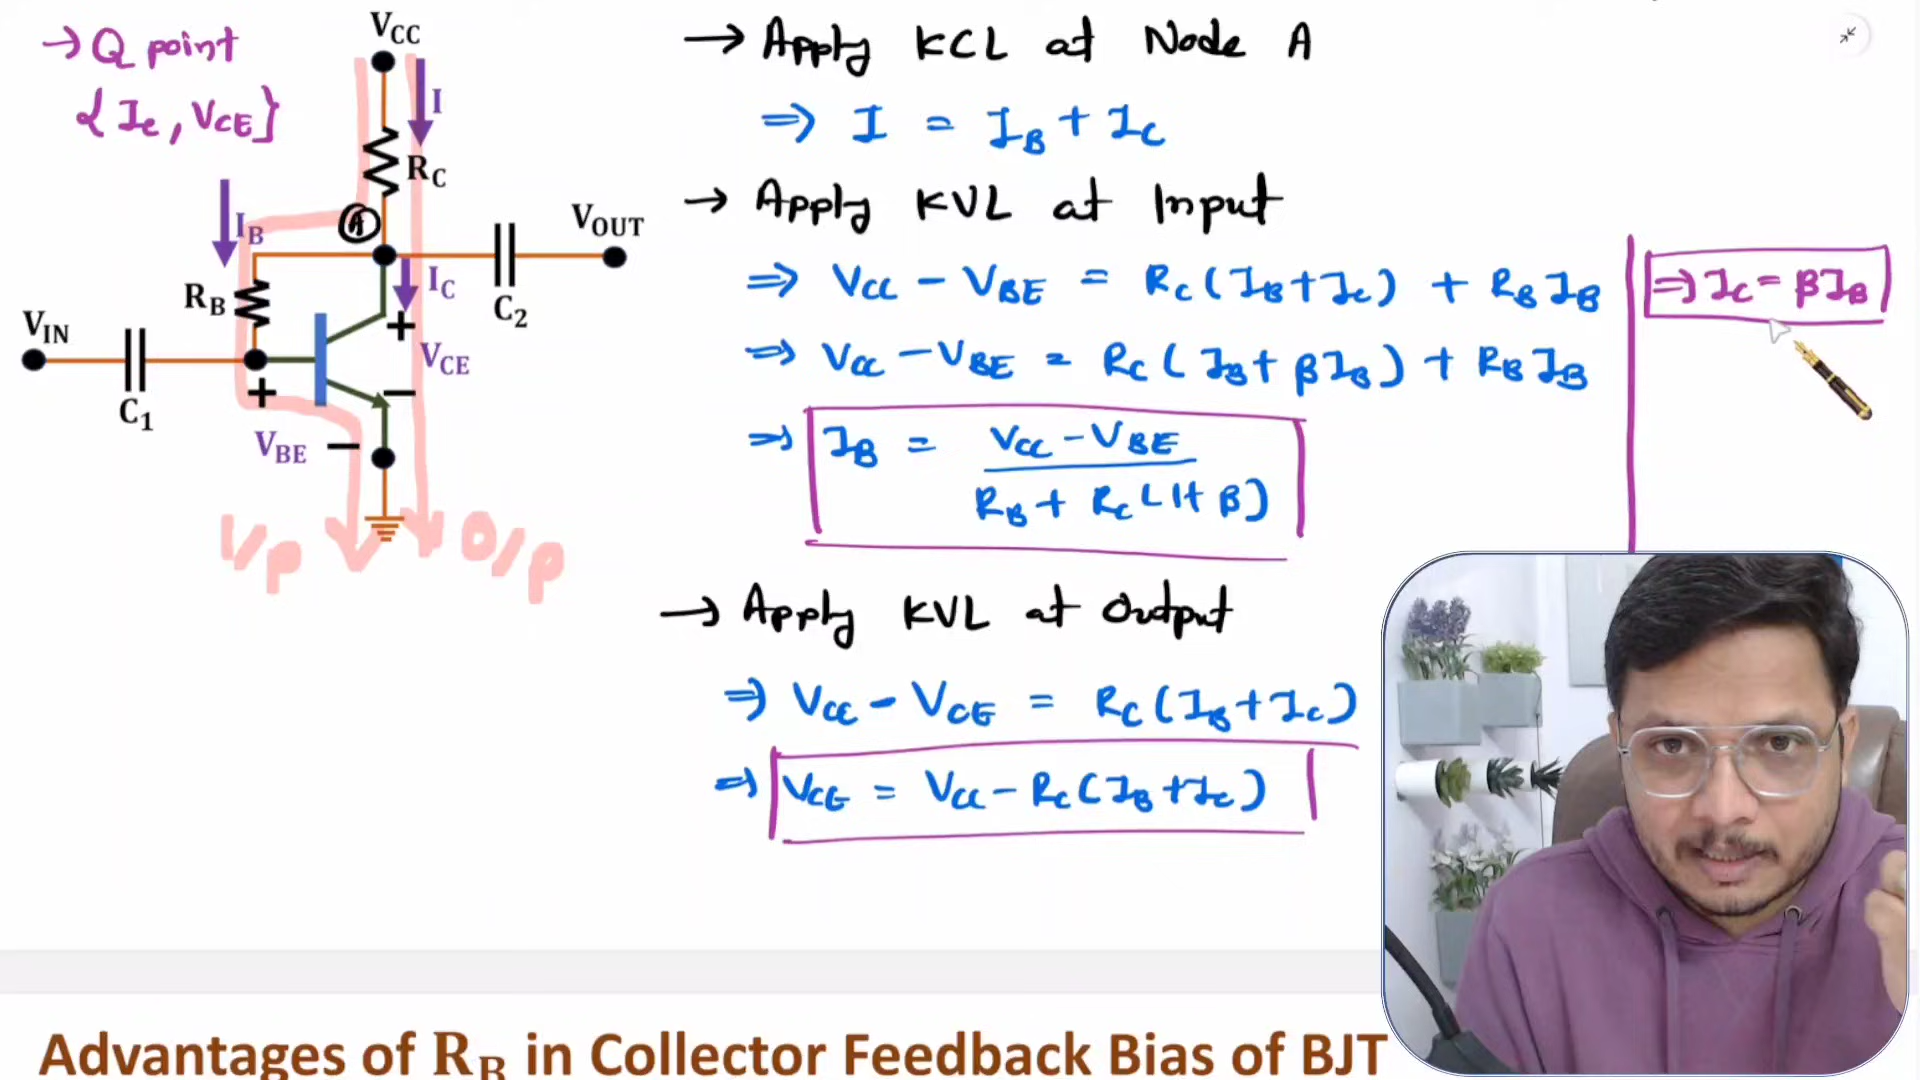 → Q point
{Ic, VCE}
VCC
I
RC
A
IB
RB
IC
C2
VOUT
VIN
C1
+
VCE
−
+
VBE
−
I/p
O/p
→ Apply KCL at Node A
⇒ I = IB + IC
→ Apply KVL at Input
⇒ VCC − VBE = RC (IB + IC) + RB IB
⇒ VCC − VBE = RC (IB + βIB) + RB IB
⇒ IB = VCC − VBE
RB + RC (1+ β)
⇒ IC = βIB
→ Apply KVL at Output
⇒ VCC − VCE = RC (IB + IC)
⇒ VCE = VCC − RC (IB + IC)
Advantages of RB in Collector Feedback Bias of BJT